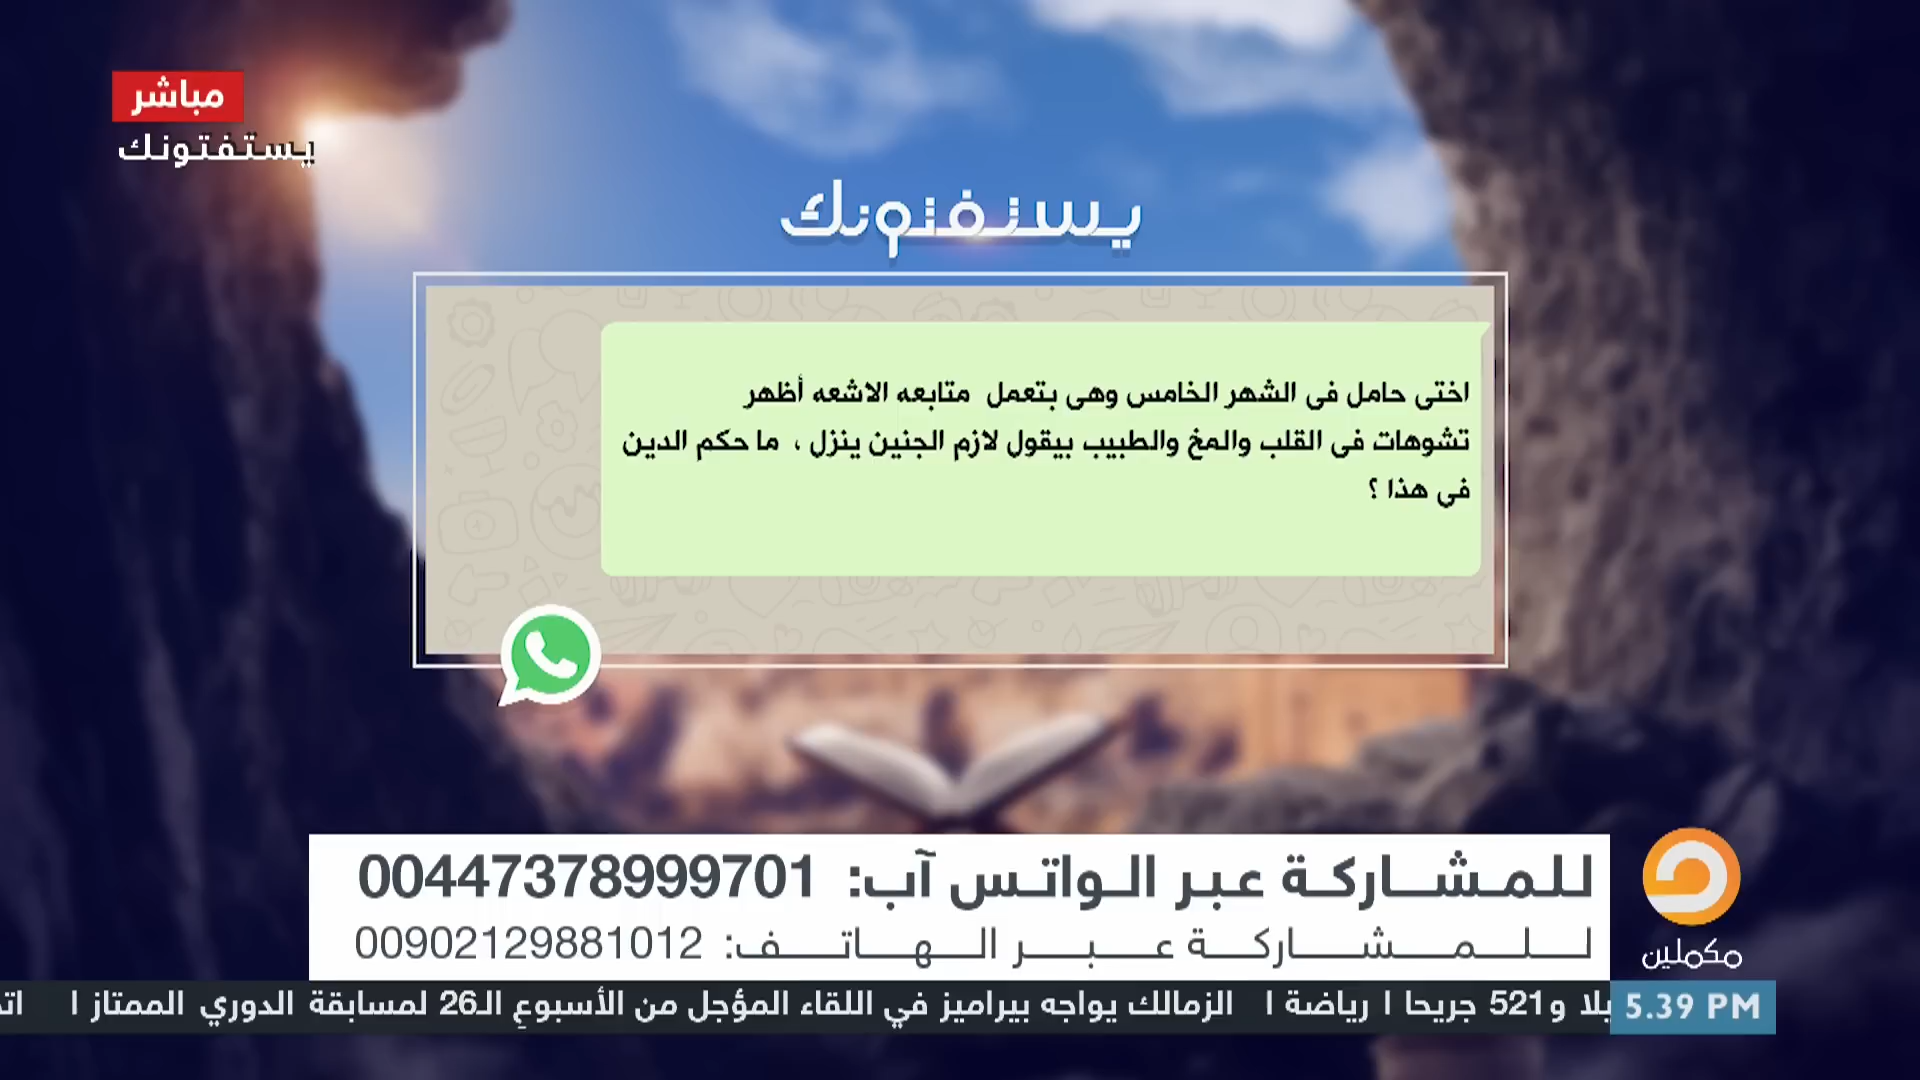 مباشر
يستفتونك
يستفتونك
اختى حامل فى الشهر الخامس وهى بتعمل متابعه الاشعه أظهر
تشوهات فى القلب والمخ والطبيب بيقول لازم الجنين ينزل ، ما حكم الدين
في هذا ؟
للمشاركة عبر الواتس آب: 00447378999701
للمشاركة عبر الهاتف: 00902129881012
مكملين
يلا و521 جريحا | رياضة | الزمالك يواجه بيراميز في اللقاء المؤجل من الأسبوع الـ26 لمسابقة الدوري الممتاز |
5.39 PM